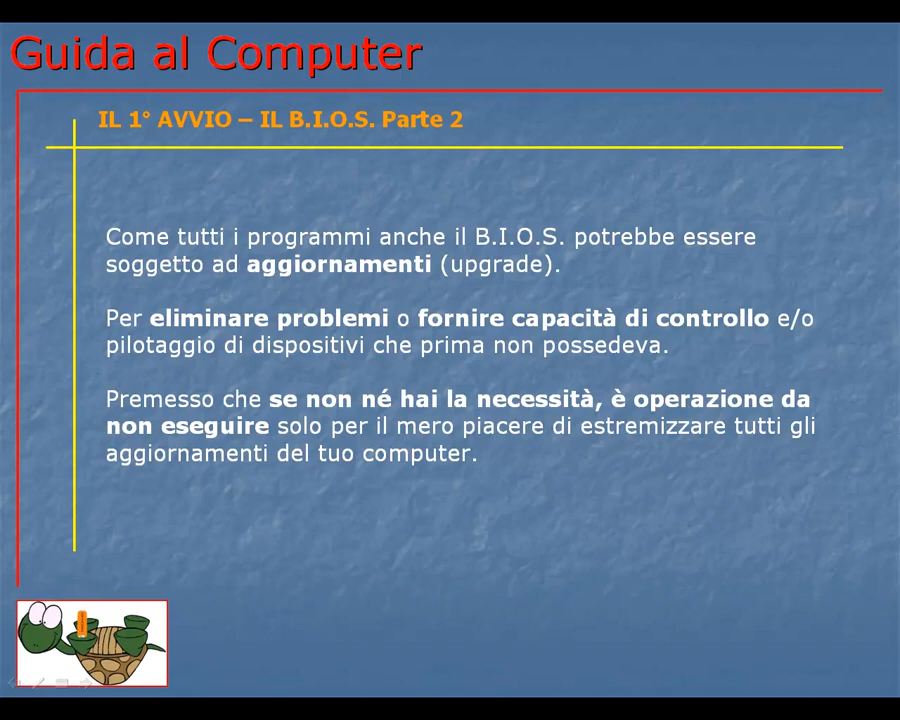 Guida al Computer
IL 1° AVVIO – IL B.I.O.S. Parte 2
Come tutti i programmi anche il B.I.O.S. potrebbe essere
soggetto ad aggiornamenti (upgrade).
Per eliminare problemi o fornire capacità di controllo e/o
pilotaggio di dispositivi che prima non possedeva.
Premesso che se non né hai la necessità, è operazione da
non eseguire solo per il mero piacere di estremizzare tutti gli
aggiornamenti del tuo computer.